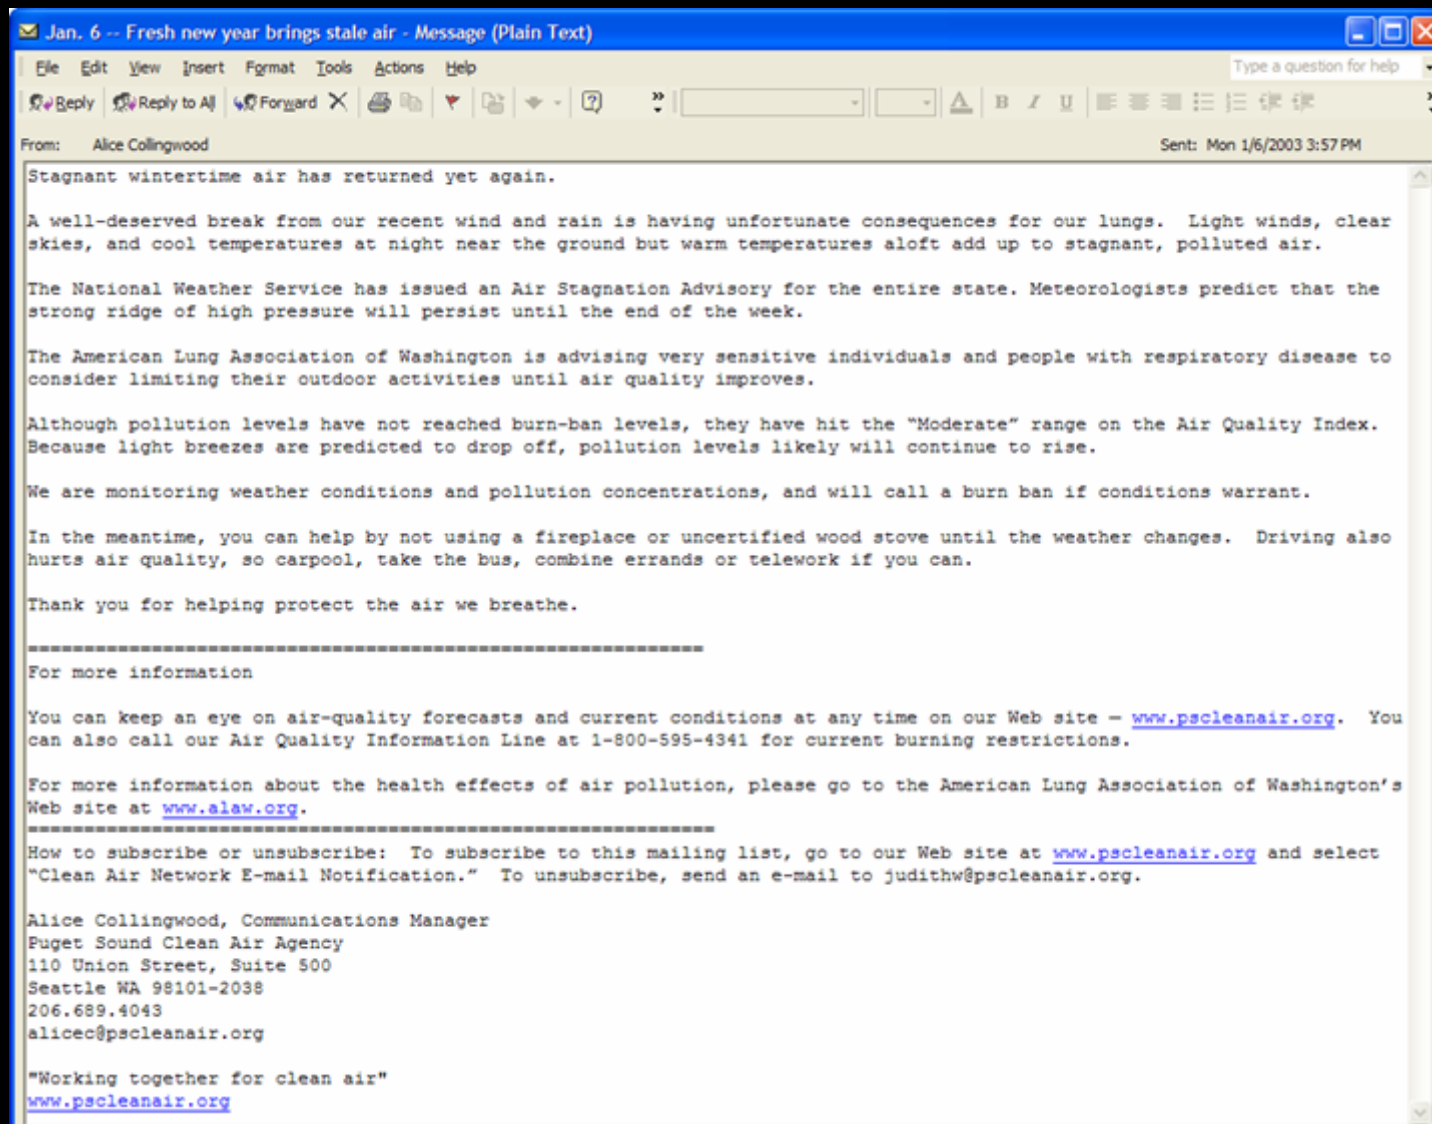 Jan. 6 -- Fresh new year brings stale air - Message (Plain Text)
File Edit View Insert Format Tools Actions Help Type a question for help
Reply Reply to All Forward B I U
From: Alice Collingwood Sent: Mon 1/6/2003 3:57 PM
Stagnant wintertime air has returned yet again.
A well-deserved break from our recent wind and rain is having unfortunate consequences for our lungs.  Light winds, clear
skies, and cool temperatures at night near the ground but warm temperatures aloft add up to stagnant, polluted air.
The National Weather Service has issued an Air Stagnation Advisory for the entire state. Meteorologists predict that the
strong ridge of high pressure will persist until the end of the week.
The American Lung Association of Washington is advising very sensitive individuals and people with respiratory disease to
consider limiting their outdoor activities until air quality improves.
Although pollution levels have not reached burn-ban levels, they have hit the “Moderate” range on the Air Quality Index.
Because light breezes are predicted to drop off, pollution levels likely will continue to rise.
We are monitoring weather conditions and pollution concentrations, and will call a burn ban if conditions warrant.
In the meantime, you can help by not using a fireplace or uncertified wood stove until the weather changes.  Driving also
hurts air quality, so carpool, take the bus, combine errands or telework if you can.
Thank you for helping protect the air we breathe.
============================================================
For more information
You can keep an eye on air-quality forecasts and current conditions at any time on our Web site – www.pscleanair.org.  You
can also call our Air Quality Information Line at 1-800-595-4341 for current burning restrictions.
For more information about the health effects of air pollution, please go to the American Lung Association of Washington’s
Web site at www.alaw.org.
=============================================================
How to subscribe or unsubscribe:  To subscribe to this mailing list, go to our Web site at www.pscleanair.org and select
“Clean Air Network E-mail Notification.”  To unsubscribe, send an e-mail to judithw@pscleanair.org.
Alice Collingwood, Communications Manager
Puget Sound Clean Air Agency
110 Union Street, Suite 500
Seattle WA 98101-2038
206.689.4043
alicec@pscleanair.org
"Working together for clean air"
www.pscleanair.org